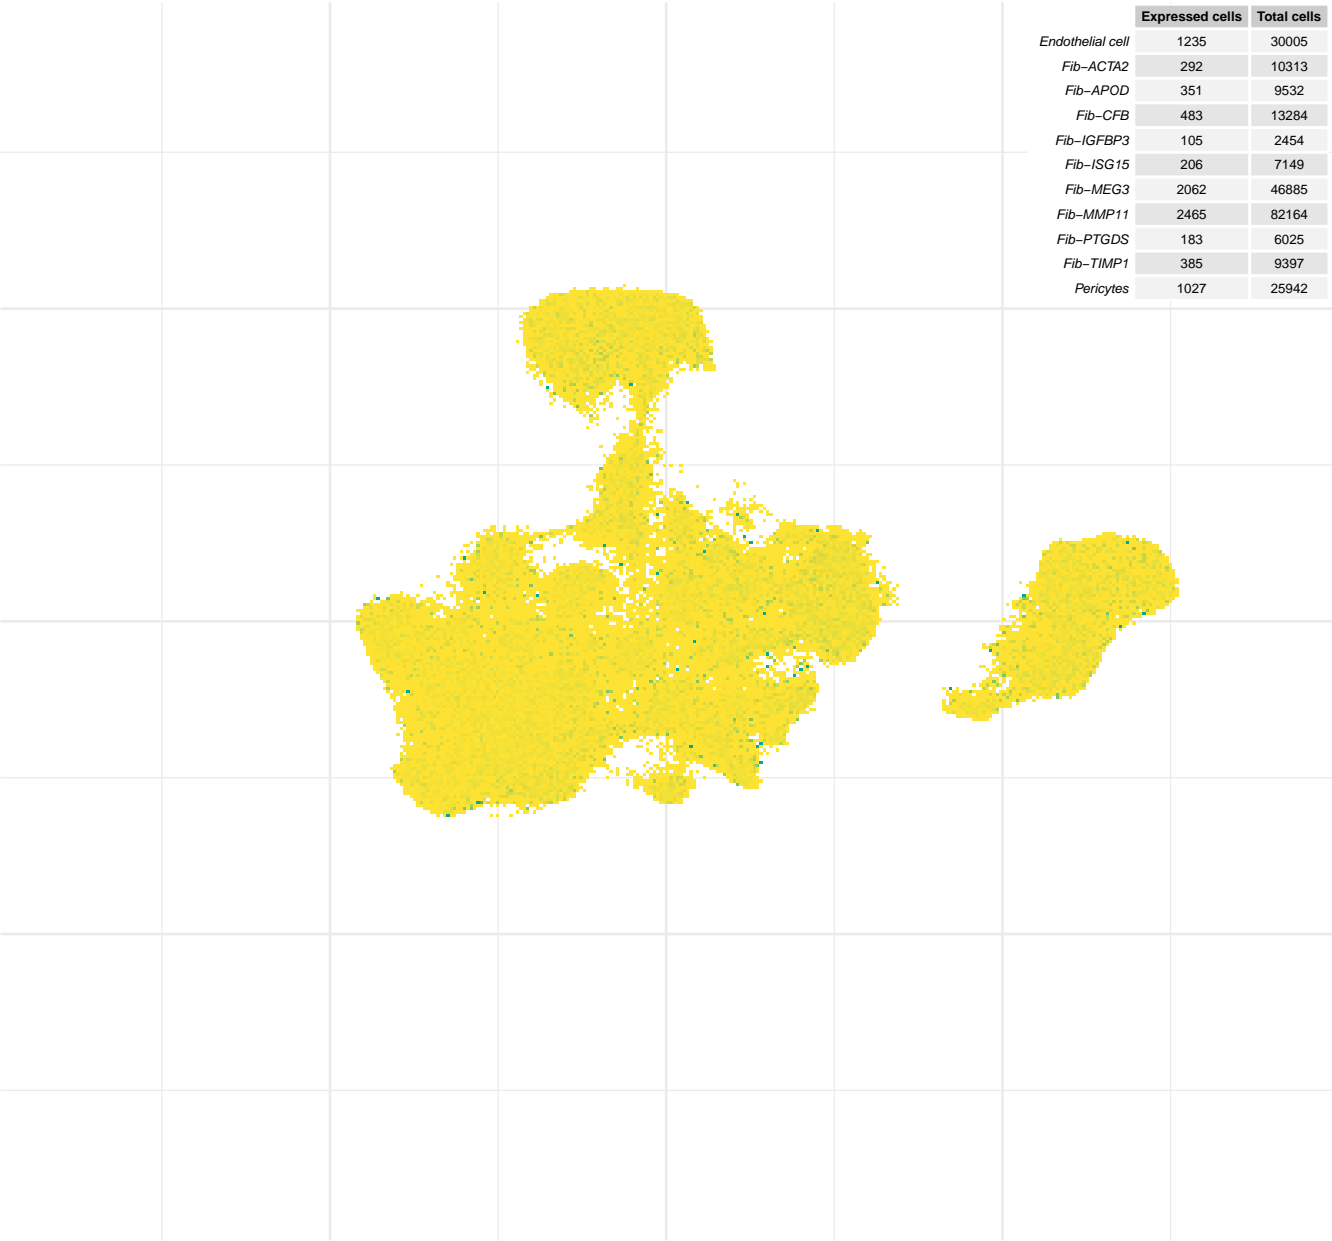 Expressed cells Total cells
Endothelial cell 1235 30005
Fib−ACTA2 292 10313
Fib−APOD 351 9532
Fib−CFB 483 13284
Fib−IGFBP3 105 2454
Fib−ISG15 206 7149
Fib−MEG3 2062 46885
Fib−MMP11 2465 82164
Fib−PTGDS 183 6025
Fib−TIMP1 385 9397
Pericytes 1027 25942